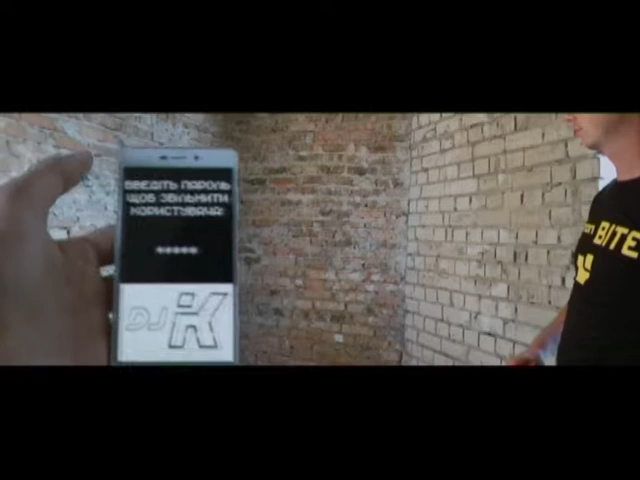 ВВЕДІТЬ ПАРОЛЬ
ЩОБ ЗВІЛЬНИТИ
КОРИСТУВАЧА:
*****
DJ K
BITE